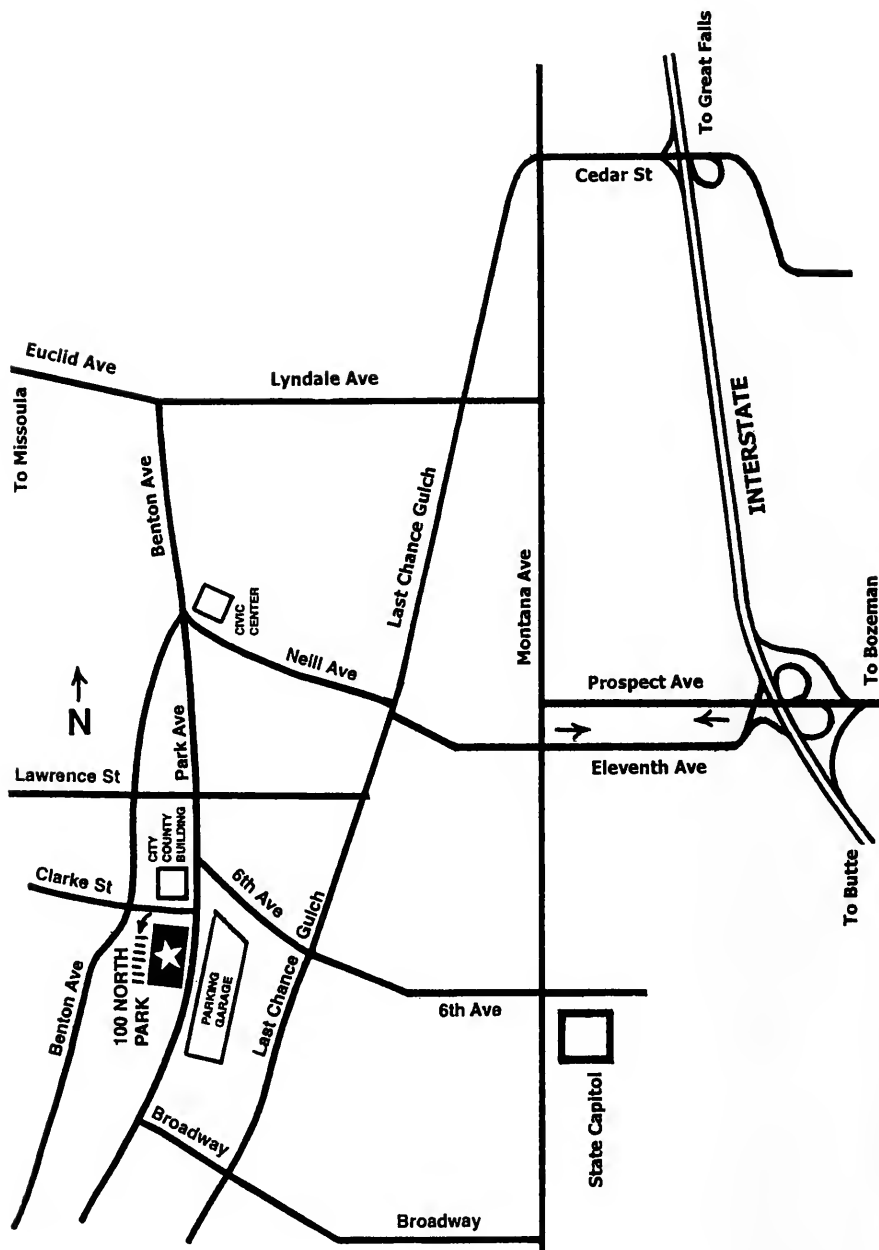 To Great Falls
Cedar St
Euclid Ave
To Missoula
Lyndale Ave
Benton Ave
Last Chance Gulch
CIVIC
CENTER
Neill Ave
Montana Ave
INTERSTATE
N
Prospect Ave
To Bozeman
Lawrence St
Park Ave
Eleventh Ave
CITY
COUNTY
BUILDING
Clarke St
6th Ave
To Butte
Benton Ave
100 NORTH
PARK
PARKING
GARAGE
Last Chance Gulch
6th Ave
State Capitol
Broadway
Broadway